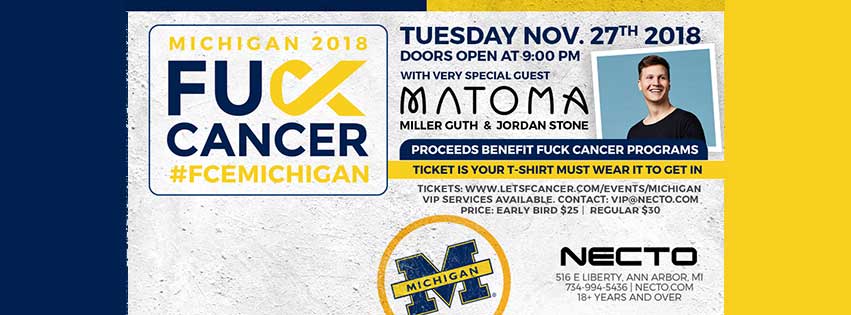 MICHIGAN 2018
FUCK
CANCER
#FCEMICHIGAN
TUESDAY NOV. 27TH 2018
DOORS OPEN AT 9:00 PM
WITH VERY SPECIAL GUEST
MATOMA
MILLER GUTH & JORDAN STONE
PROCEEDS BENEFIT FUCK CANCER PROGRAMS
TICKET IS YOUR T-SHIRT MUST WEAR IT TO GET IN
TICKETS: WWW.LETSFCANCER.COM/EVENTS/MICHIGAN
VIP SERVICES AVAILABLE. CONTACT: VIP@NECTO.COM
PRICE: EARLY BIRD $25 | REGULAR $30
M
MICHIGAN
NECTO
516 E LIBERTY, ANN ARBOR, MI
734-994-5436 | NECTO.COM
18+ YEARS AND OVER